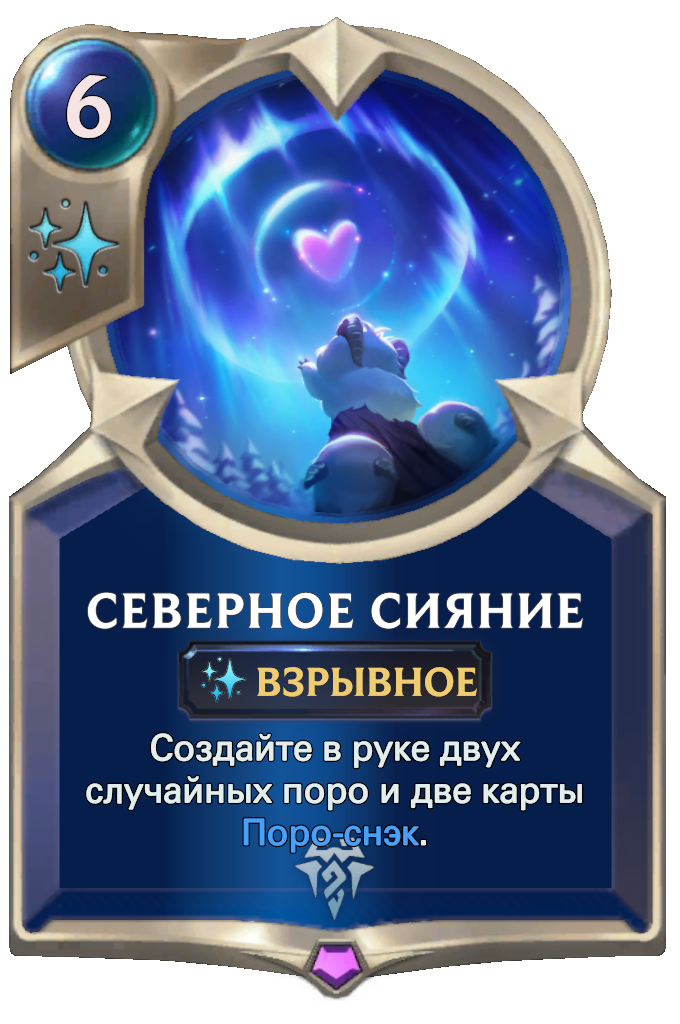 6
СЕВЕРНОЕ СИЯНИЕ
ВЗРЫВНОЕ
Создайте в руке двух
случайных поро и две карты
Поро-снэк.